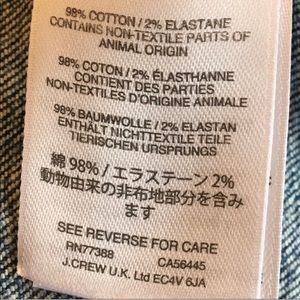 98% COTTON / 2% ELASTANE
CONTAINS NON-TEXTILE PARTS OF
ANIMAL ORIGIN
98% COTON / 2% ÉLASTHANNE
CONTIENT DES PARTIES
NON-TEXTILES D'ORIGINE ANIMALE
98% BAUMWOLLE / 2% ELASTAN
ENTHÄLT NICHTTEXTILE TEILE
TIERISCHEN URSPRUNGS
綿 98% / エラステーン 2%
動物由来の非布地部分を含み
ます
SEE REVERSE FOR CARE
RN77388 CA56445
J.CREW U.K. Ltd EC4V 6JA